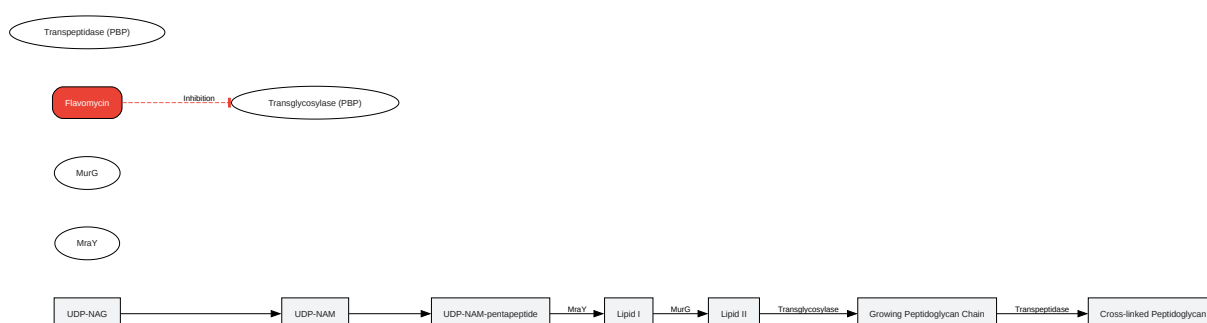 Transpeptidase (PBP)
Flavomycin
Inhibition
Transglycosylase (PBP)
MurG
MraY
UDP-NAG
UDP-NAM
UDP-NAM-pentapeptide
MraY
Lipid I
MurG
Lipid II
Transglycosylase
Growing Peptidoglycan Chain
Transpeptidase
Cross-linked Peptidoglycan